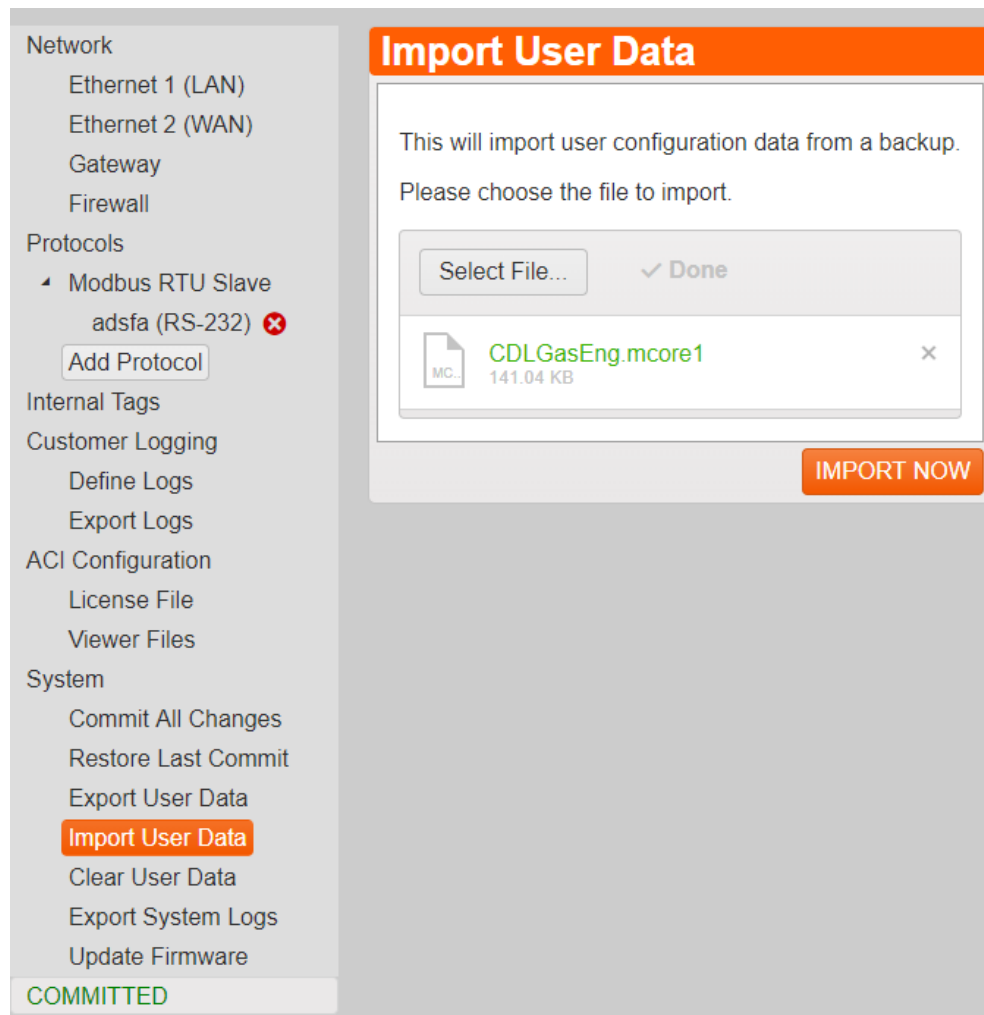 Network
Ethernet 1 (LAN)
Ethernet 2 (WAN)
Gateway
Firewall
Protocols
Modbus RTU Slave
adsfa (RS-232)
Add Protocol
Internal Tags
Customer Logging
Define Logs
Export Logs
ACI Configuration
License File
Viewer Files
System
Commit All Changes
Restore Last Commit
Export User Data
Import User Data
Clear User Data
Export System Logs
Update Firmware
COMMITTED
Import User Data
This will import user configuration data from a backup.
Please choose the file to import.
Select File... Done
CDLGasEng.mcore1
MC..
141.04 KB
IMPORT NOW